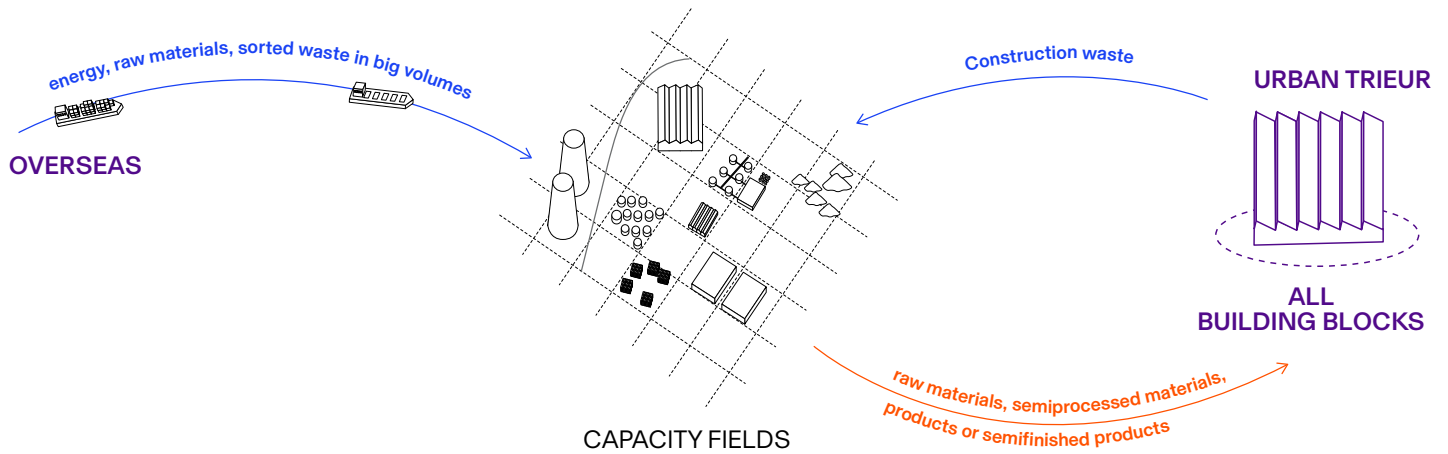 energy, raw materials, sorted waste in big volumes
OVERSEAS
Construction waste
URBAN TRIEUR
ALL
BUILDING BLOCKS
raw materials, semiprocessed materials,
products or semifinished products
CAPACITY FIELDS